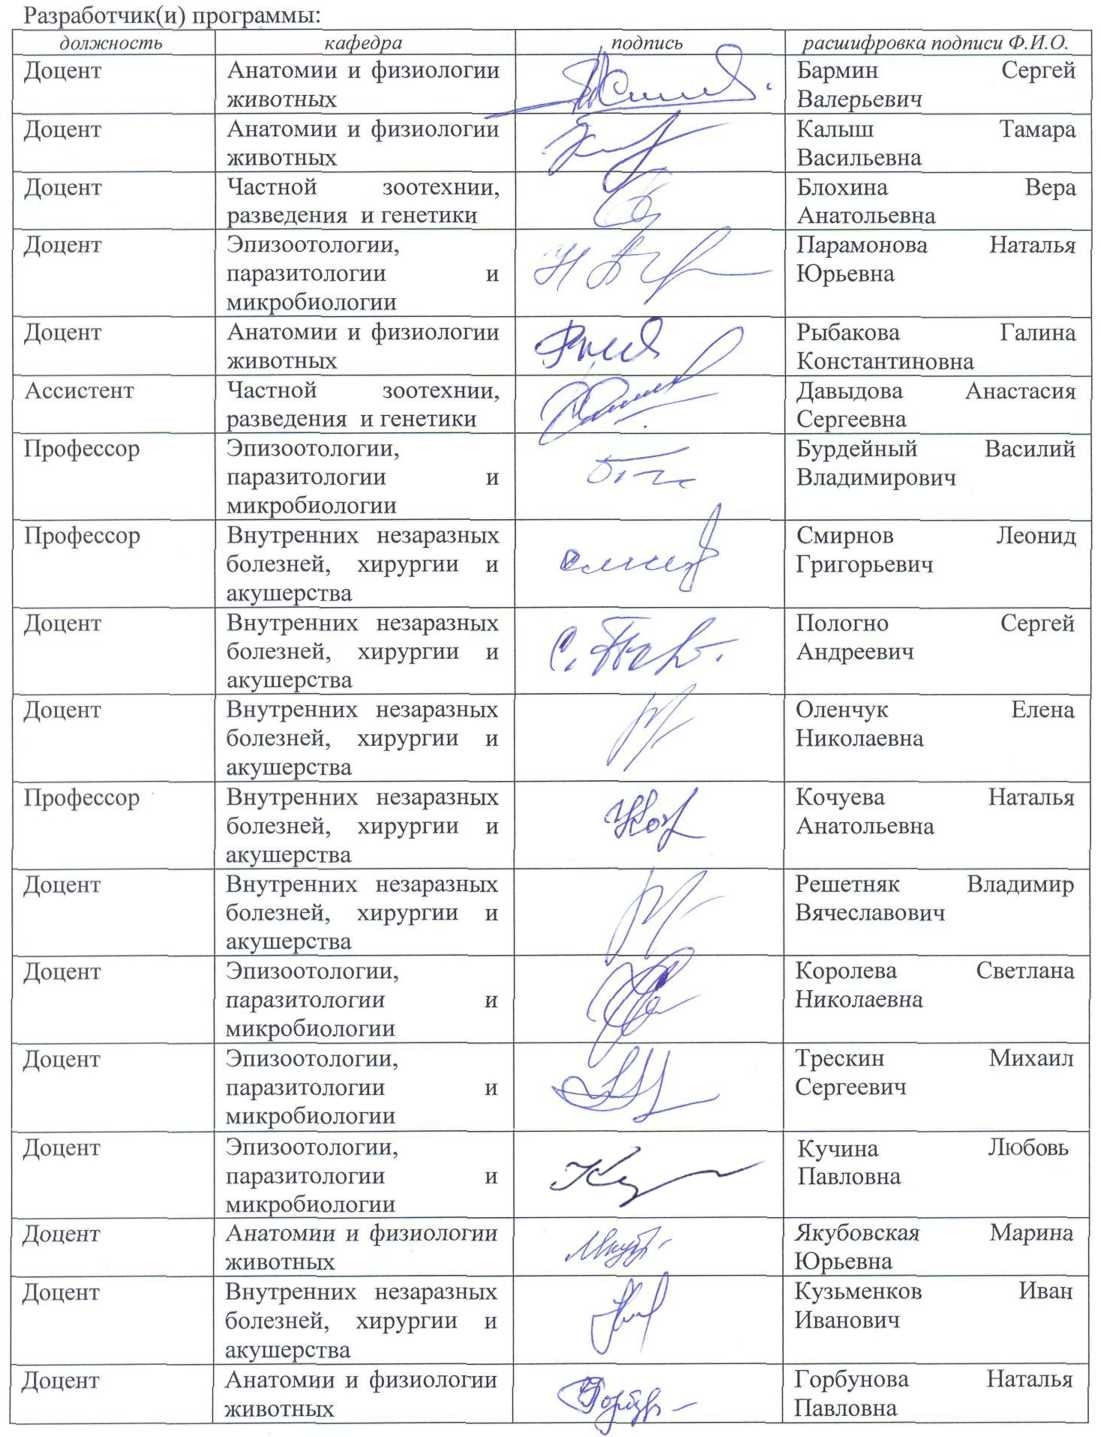 Разработчик(и) программы:
должность кафедра подпись расшифровка подписи Ф.И.О.
Доцент Анатомии и физиологии Бармин Сергей
животных Валерьевич
Доцент Анатомии и физиологии Калыш Тамара
животных Васильевна
Доцент Частной зоотехнии, Блохина Вера
разведения и генетики Анатольевна
Доцент Эпизоотологии, Парамонова Наталья
паразитологии и Юрьевна
микробиологии
Доцент Анатомии и физиологии Рыбакова Галина
животных Константиновна
Ассистент Частной зоотехнии, Давыдова Анастасия
разведения и генетики Сергеевна
Профессор Эпизоотологии, Бурдейный Василий
паразитологии и Владимирович
микробиологии
Профессор Внутренних незаразных Смирнов Леонид
болезней, хирургии и Григорьевич
акушерства
Доцент Внутренних незаразных Пологно Сергей
болезней, хирургии и Андреевич
акушерства
Доцент Внутренних незаразных Оленчук Елена
болезней, хирургии и Николаевна
акушерства
Профессор Внутренних незаразных Кочуева Наталья
болезней, хирургии и Анатольевна
акушерства
Доцент Внутренних незаразных Решетняк Владимир
болезней, хирургии и Вячеславович
акушерства
Доцент Эпизоотологии, Королева Светлана
паразитологии и Николаевна
микробиологии
Доцент Эпизоотологии, Трескин Михаил
паразитологии и Сергеевич
микробиологии
Доцент Эпизоотологии, Кучина Любовь
паразитологии и Павловна
микробиологии
Доцент Анатомии и физиологии Якубовская Марина
животных Юрьевна
Доцент Внутренних незаразных Кузьменков Иван
болезней, хирургии и Иванович
акушерства
Доцент Анатомии и физиологии Горбунова Наталья
животных Павловна